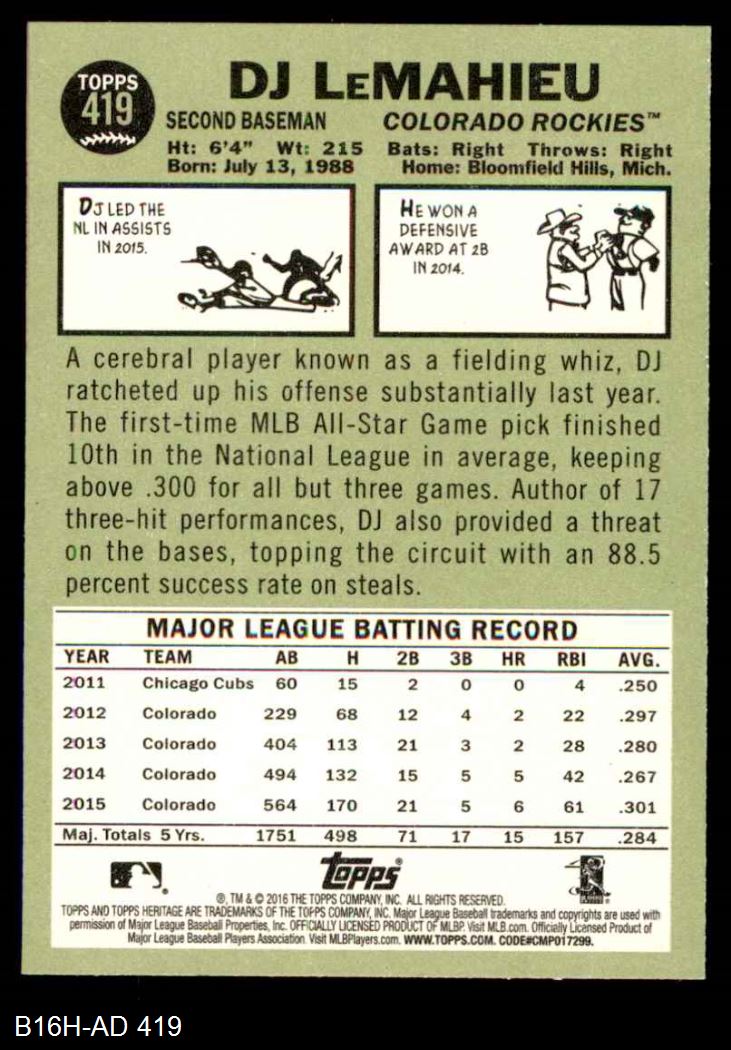 TOPPS
419
DJ LeMAHIEU
SECOND BASEMAN COLORADO ROCKIES™
Ht: 6'4" Wt: 215 Bats: Right Throws: Right
Born: July 13, 1988 Home: Bloomfield Hills, Mich.
DJ LED THE
NL IN ASSISTS
IN 2015.
HE WON A
DEFENSIVE
AWARD AT 2B
IN 2014.
A cerebral player known as a fielding whiz, DJ
ratcheted up his offense substantially last year.
The first-time MLB All-Star Game pick finished
10th in the National League in average, keeping
above .300 for all but three games. Author of 17
three-hit performances, DJ also provided a threat
on the bases, topping the circuit with an 88.5
percent success rate on steals.
MAJOR LEAGUE BATTING RECORD
YEAR TEAM AB H 2B 3B HR RBI AVG.
2011 Chicago Cubs 60 15 2 0 0 4 .250
2012 Colorado 229 68 12 4 2 22 .297
2013 Colorado 404 113 21 3 2 28 .280
2014 Colorado 494 132 15 5 5 42 .267
2015 Colorado 564 170 21 5 6 61 .301
Maj. Totals 5 Yrs. 1751 498 71 17 15 157 .284
topps®
®, TM & © 2016 THE TOPPS COMPANY, INC. ALL RIGHTS RESERVED.
TOPPS AND TOPPS HERITAGE ARE TRADEMARKS OF THE TOPPS COMPANY, INC. Major League Baseball trademarks and copyrights are used with
permission of Major League Baseball Properties, Inc. OFFICIALLY LICENSED PRODUCT OF MLBP. Visit MLB.com. Officially Licensed Product of
Major League Baseball Players Association. Visit MLBPlayers.com. WWW.TOPPS.COM. CODE#CMP017299.
B16H-AD 419